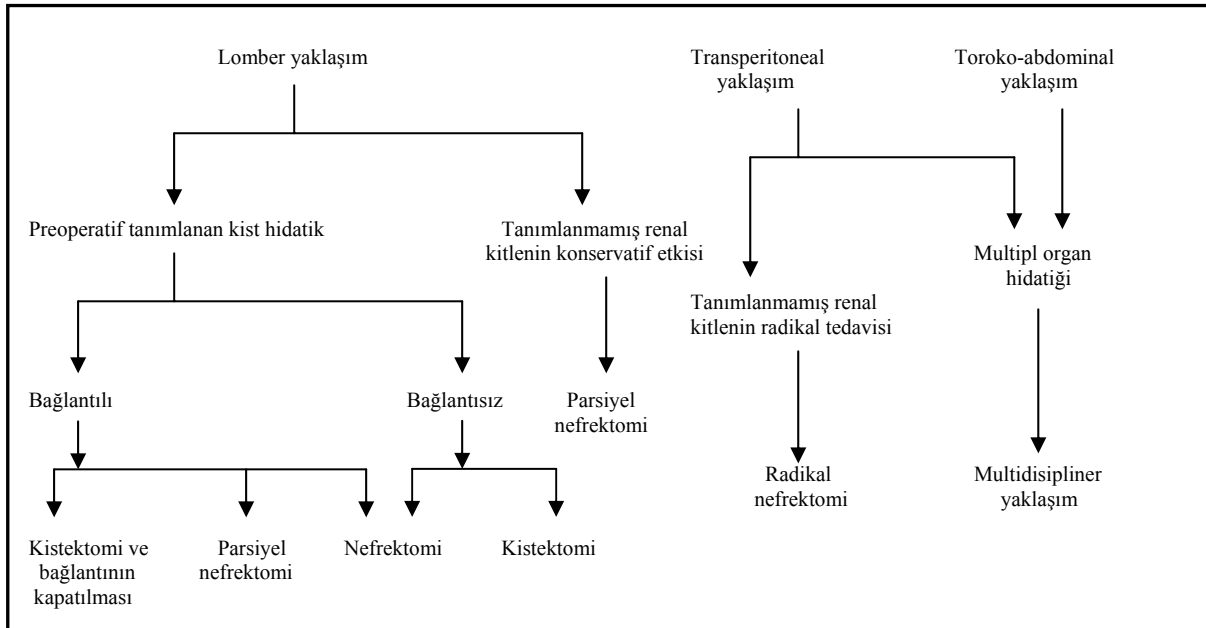 Lomber yaklaşım
Transperitoneal
yaklaşım
Toroko-abdominal
yaklaşım
Preoperatif tanımlanan kist hidatik
Tanımlanmamış renal
kitlenin konservatif etkisi
Multipl organ
hidatiği
Tanımlanmamış renal
kitlenin radikal tedavisi
Bağlantılı
Bağlantısız
Parsiyel
nefrektomi
Radikal
nefrektomi
Multidisipliner
yaklaşım
Kistektomi ve
bağlantının
kapatılması
Parsiyel
nefrektomi
Nefrektomi
Kistektomi